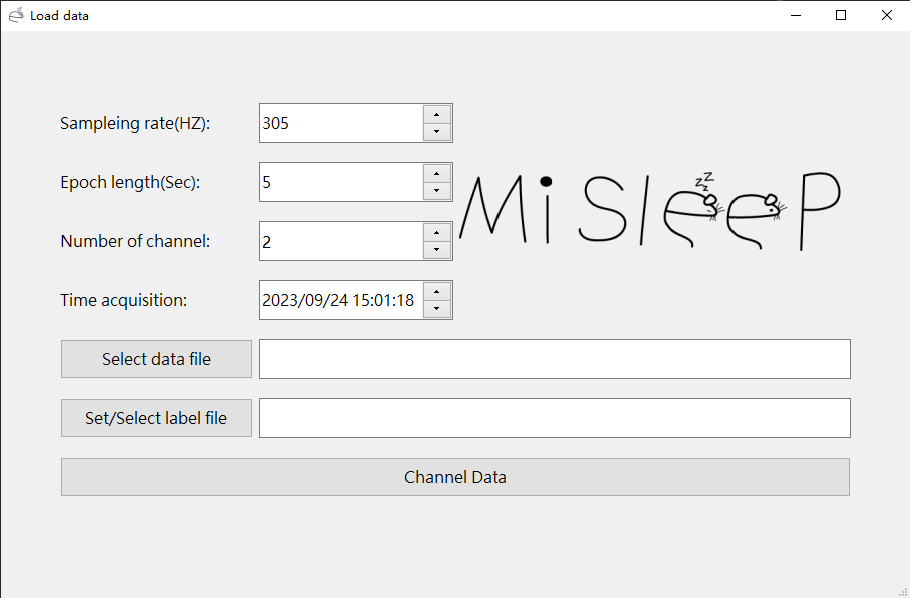 Load data
Sampleing rate(HZ):
305
Epoch length(Sec):
5
Number of channel:
2
Time acquisition:
2023/09/24 15:01:18
zzz
MiSleeP
Select data file
Set/Select label file
Channel Data